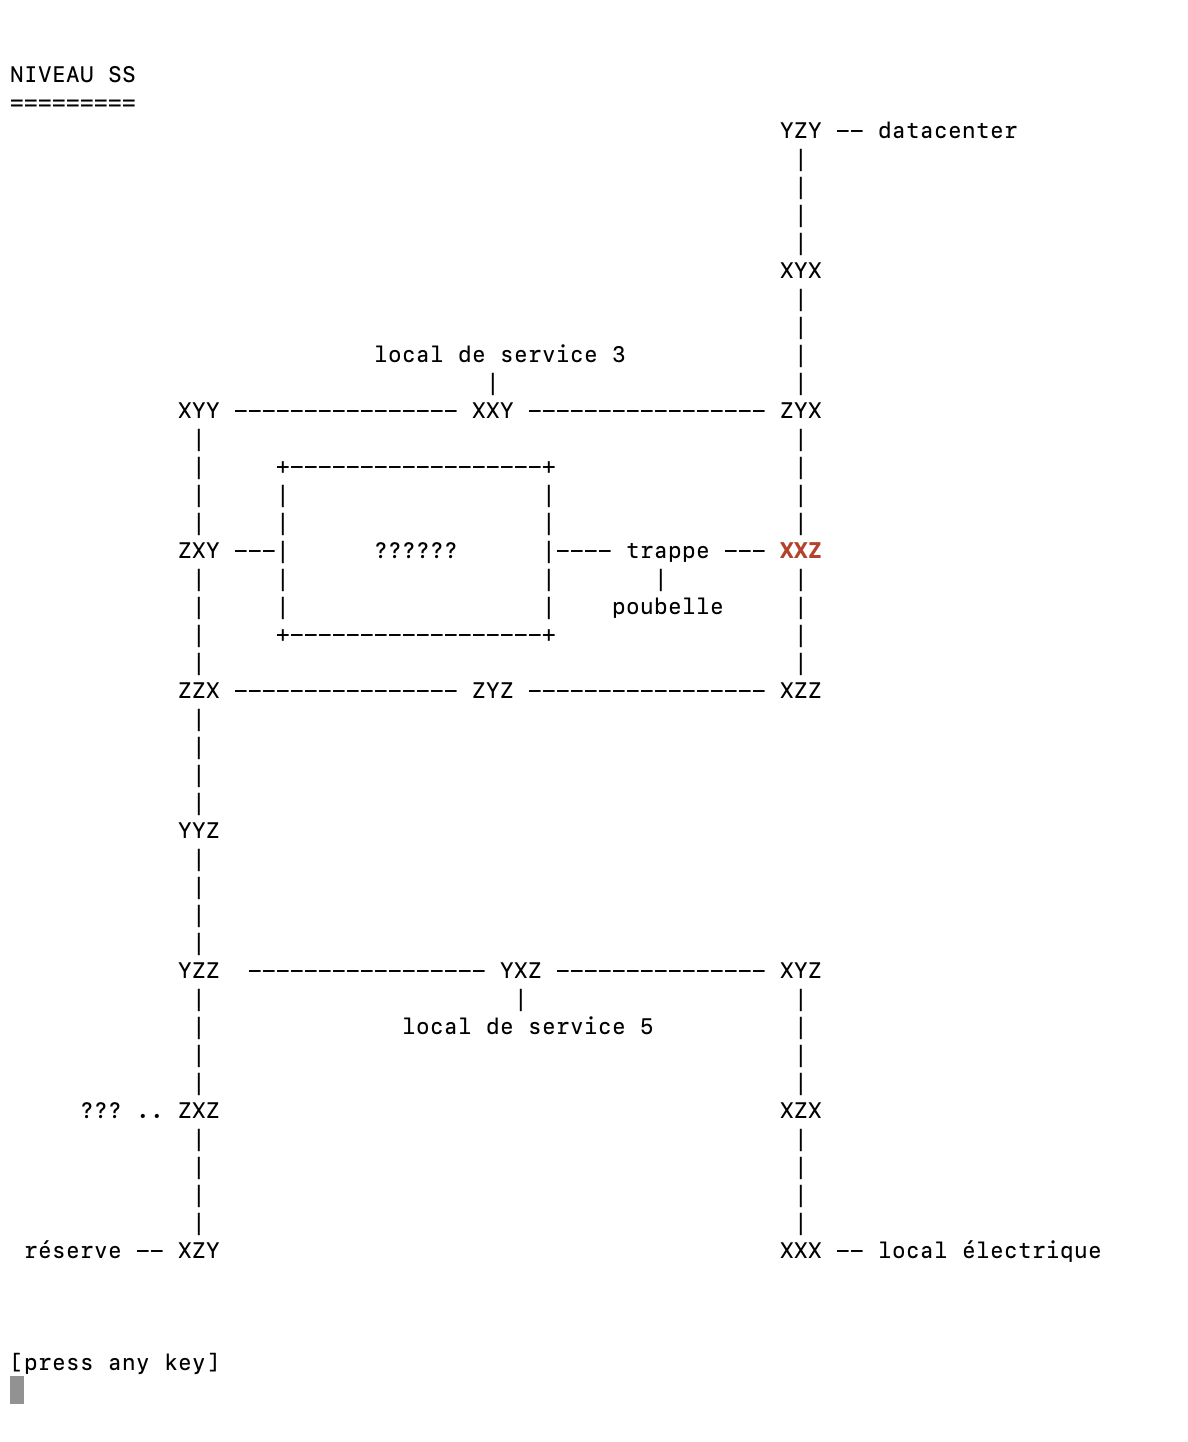 NIVEAU SS
=========
YZY -- datacenter
XYX
local de service 3
XYY ---------------- XXY ----------------- ZYX
ZXY ---| ?????? |---- trappe --- XXZ
poubelle
ZZX ---------------- ZYZ ----------------- XZZ
YYZ
YZZ ----------------- YXZ --------------- XYZ
local de service 5
??? .. ZXZ XZX
réserve -- XZY XXX -- local électrique
[press any key]